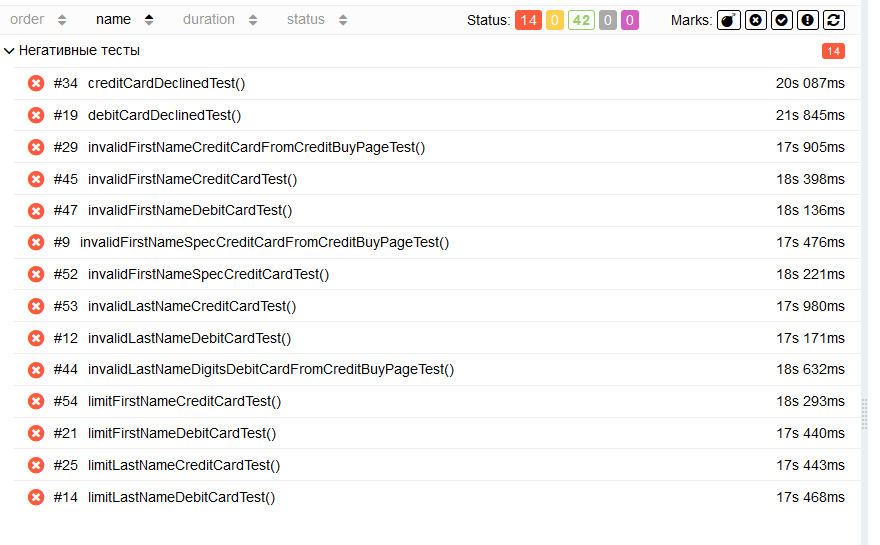 order name duration status Status: 14 0 42 0 0 Marks:
Негативные тесты 14
#34 creditCardDeclinedTest() 20s 087ms
#19 debitCardDeclinedTest() 21s 845ms
#29 invalidFirstNameCreditCardFromCreditBuyPageTest() 17s 905ms
#45 invalidFirstNameCreditCardTest() 18s 398ms
#47 invalidFirstNameDebitCardTest() 18s 136ms
#9 invalidFirstNameSpecCreditCardFromCreditBuyPageTest() 17s 476ms
#52 invalidFirstNameSpecCreditCardTest() 18s 221ms
#53 invalidLastNameCreditCardTest() 17s 980ms
#12 invalidLastNameDebitCardTest() 17s 171ms
#44 invalidLastNameDigitsDebitCardFromCreditBuyPageTest() 18s 632ms
#54 limitFirstNameCreditCardTest() 18s 293ms
#21 limitFirstNameDebitCardTest() 17s 440ms
#25 limitLastNameCreditCardTest() 17s 443ms
#14 limitLastNameDebitCardTest() 17s 468ms